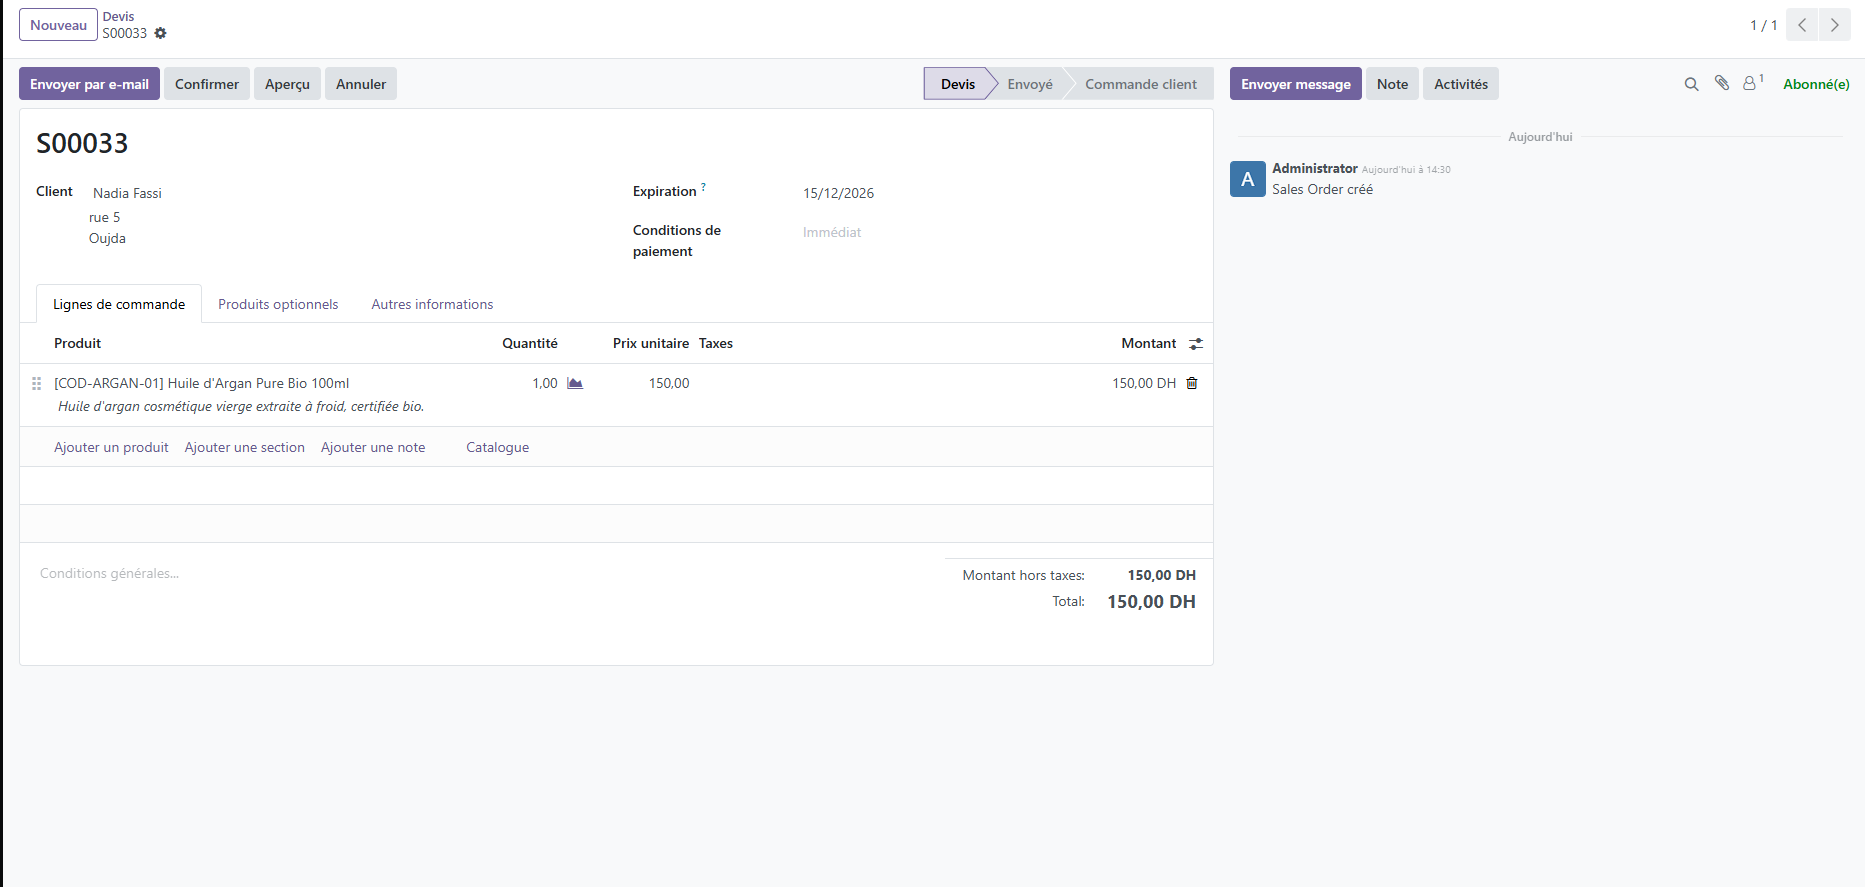 Nouveau
Devis
S00033
1 / 1
Envoyer par e-mail Confirmer Aperçu Annuler
Devis Envoyé Commande client
Envoyer message Note Activités
1 Abonné(e)
S00033
Client Nadia Fassi
rue 5
Oujda
Expiration ? 15/12/2026
Conditions de paiement Immédiat
Aujourd'hui
A
Administrator Aujourd'hui à 14:30
Sales Order créé
Lignes de commande Produits optionnels Autres informations
Produit Quantité Prix unitaire Taxes Montant
[COD-ARGAN-01] Huile d'Argan Pure Bio 100ml 1,00 150,00 150,00 DH
Huile d'argan cosmétique vierge extraite à froid, certifiée bio.
Ajouter un produit Ajouter une section Ajouter une note Catalogue
Conditions générales...
Montant hors taxes: 150,00 DH
Total: 150,00 DH